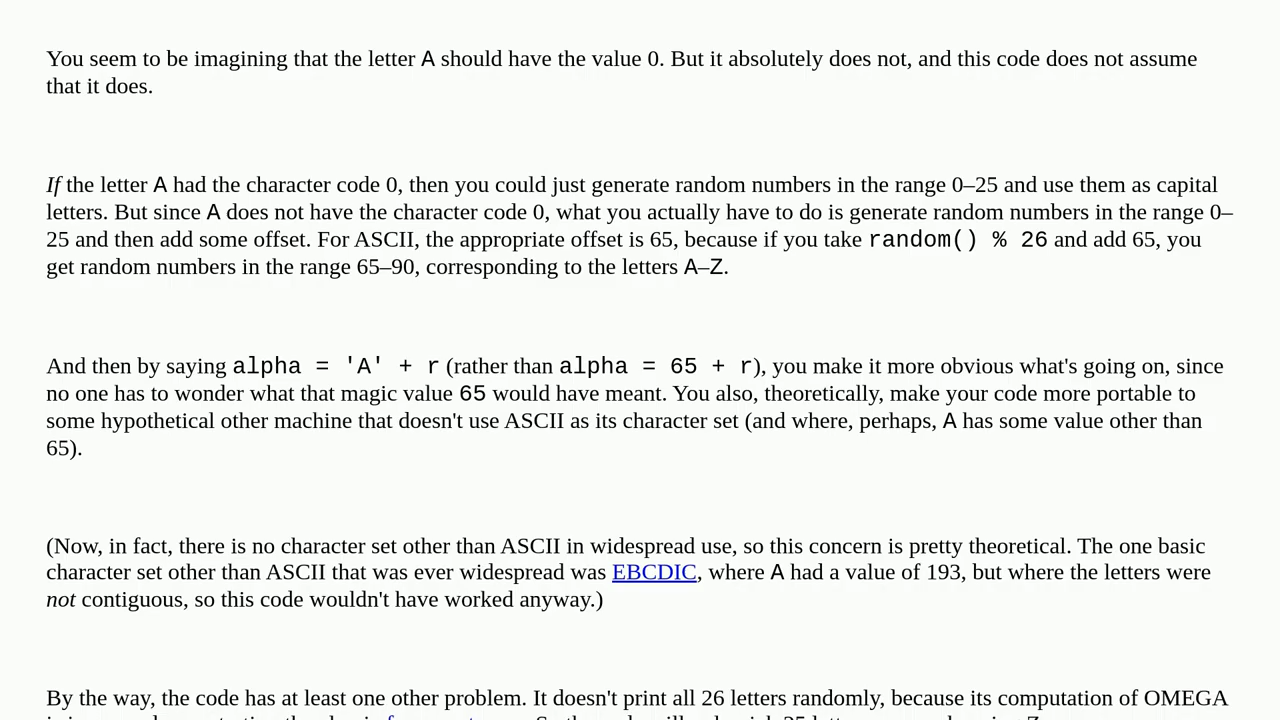 You seem to be imagining that the letter A should have the value 0. But it absolutely does not, and this code does not assume
that it does.
If the letter A had the character code 0, then you could just generate random numbers in the range 0–25 and use them as capital
letters. But since A does not have the character code 0, what you actually have to do is generate random numbers in the range 0–
25 and then add some offset. For ASCII, the appropriate offset is 65, because if you take random() % 26 and add 65, you
get random numbers in the range 65–90, corresponding to the letters A–Z.
And then by saying alpha = 'A' + r (rather than alpha = 65 + r), you make it more obvious what's going on, since
no one has to wonder what that magic value 65 would have meant. You also, theoretically, make your code more portable to
some hypothetical other machine that doesn't use ASCII as its character set (and where, perhaps, A has some value other than
65).
(Now, in fact, there is no character set other than ASCII in widespread use, so this concern is pretty theoretical. The one basic
character set other than ASCII that was ever widespread was EBCDIC, where A had a value of 193, but where the letters were
not contiguous, so this code wouldn't have worked anyway.)
By the way, the code has at least one other problem. It doesn't print all 26 letters randomly, because its computation of OMEGA